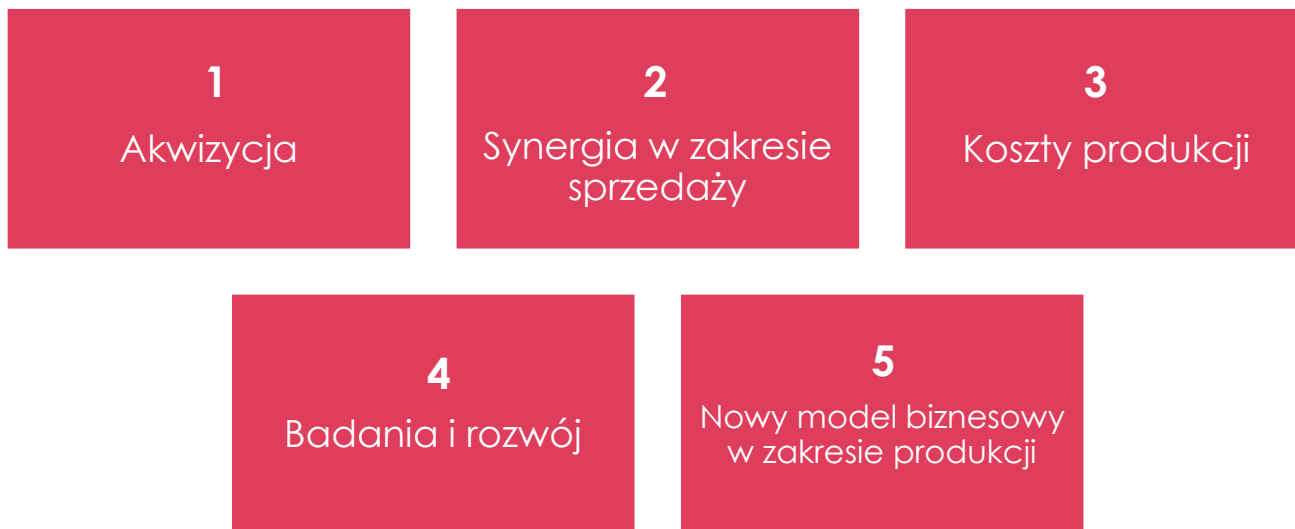 1
Akwizycja
2
Synergia w zakresie
sprzedaży
3
Koszty produkcji
4
Badania i rozwój
5
Nowy model biznesowy
w zakresie produkcji